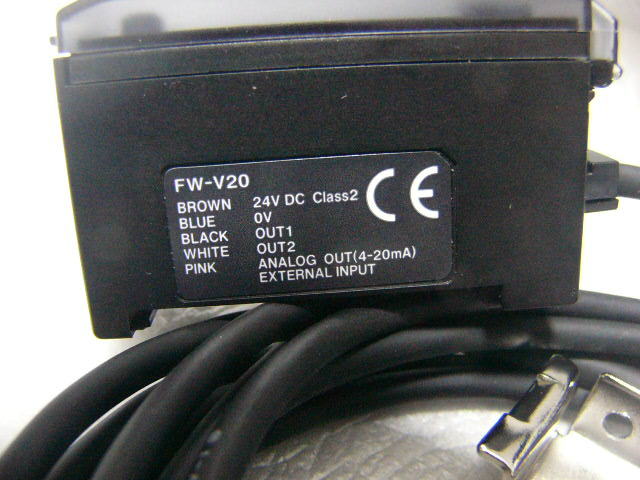 FW-V20
BROWN 24V DC Class2
BLUE 0V
BLACK OUT1
WHITE OUT2
PINK ANALOG OUT(4-20mA)
EXTERNAL INPUT
CE